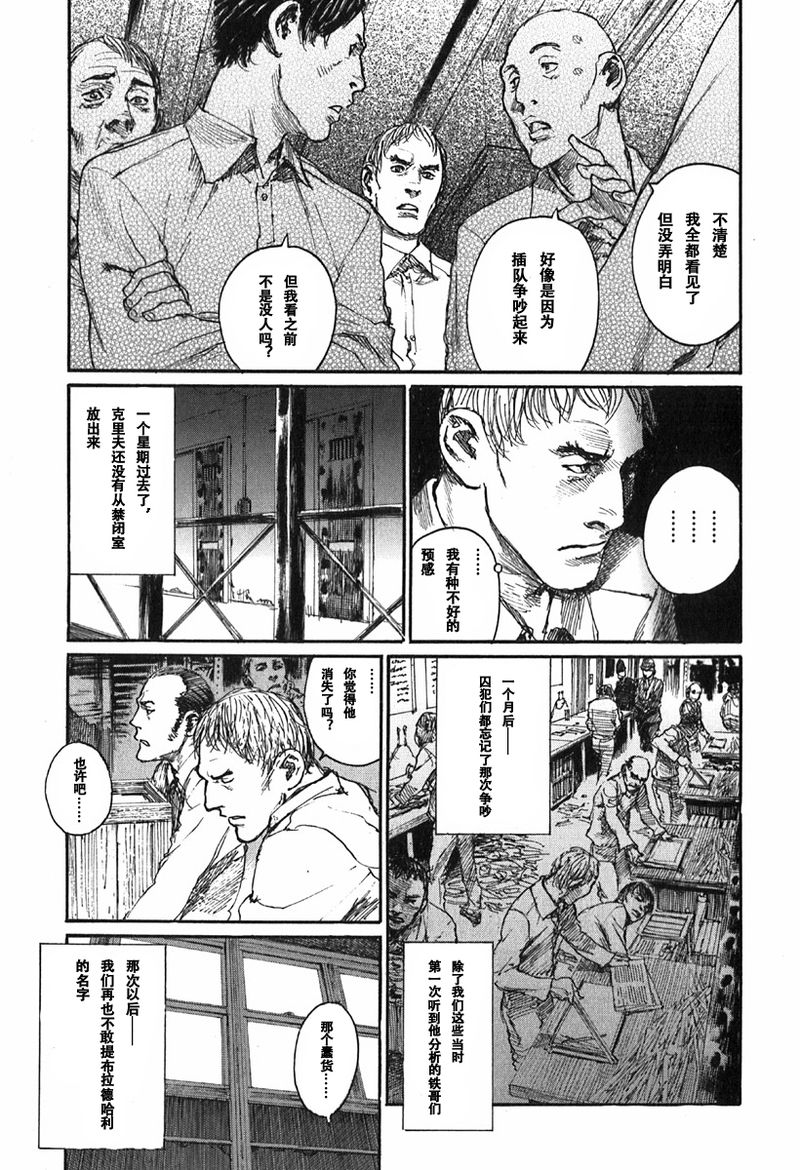 不清楚
我全都看见了
但没弄明白
好像是因为
插队争吵起来
但我看之前
不是没人吗？
………
………
……
我有种不好的
预感
一个星期过去了，
克里夫还没有从禁闭室
放出来
一个月后——
囚犯们都忘记了那次争吵
……
你觉得他
消失了吗？
也许吧……
除了我们这些当时
第一次听到他分析的铁哥们
那个蠢货……
那次以后——
我们再也不敢提布拉德哈利
的名字